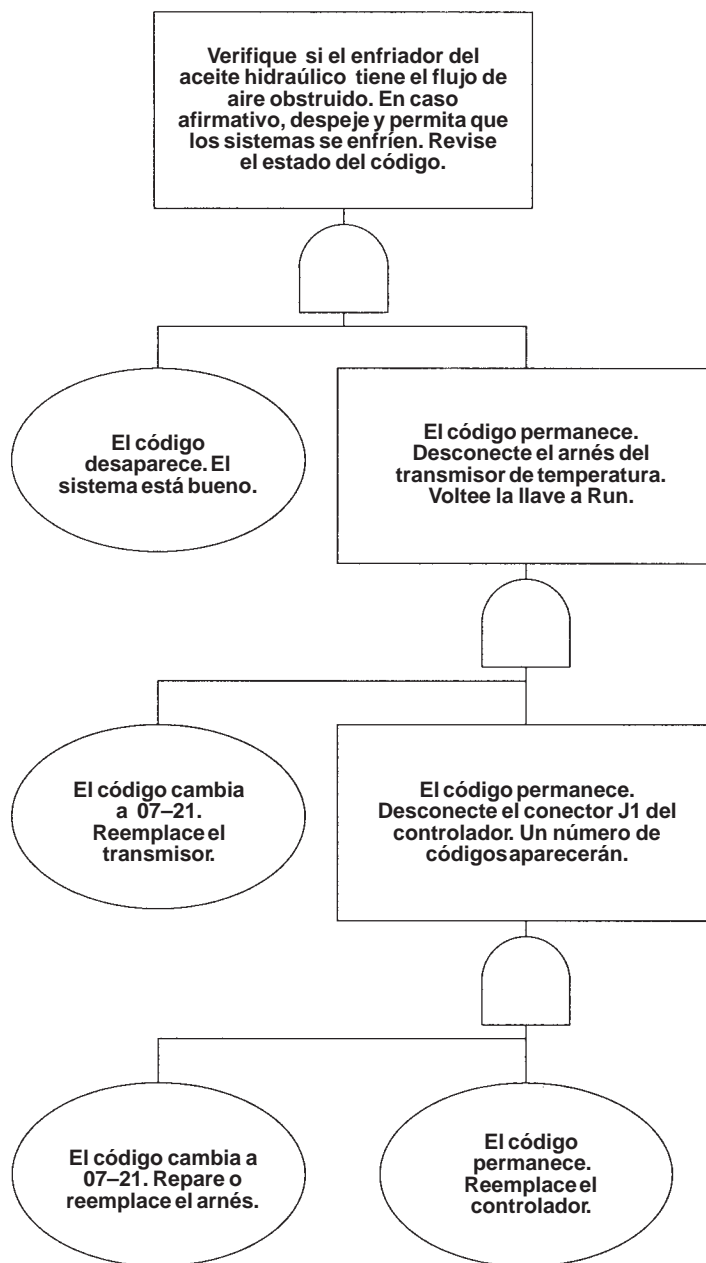 Verifique si el enfriador del
aceite hidraúlico tiene el flujo de
aire obstruido. En caso
afirmativo, despeje y permita que
los sistemas se enfríen. Revise
el estado del código.
El código
desaparece. El
sistema está bueno.
El código permanece.
Desconecte el arnés del
transmisor de temperatura.
Voltee la llave a Run.
El código cambia
a 07–21.
Reemplace el
transmisor.
El código permanece.
Desconecte el conector J1 del
controlador. Un número de
códigos aparecerán.
El código cambia a
07–21. Repare o
reemplace el arnés.
El código
permanece.
Reemplace el
controlador.